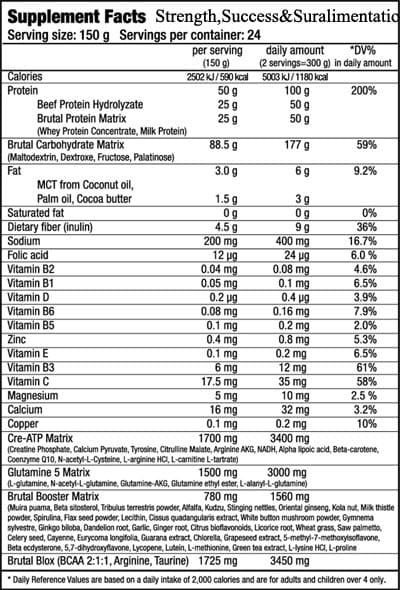 Supplement Facts Strength,Success&Suralimentatio
Serving size: 150 g Servings per container: 24
per serving daily amount *DV%
(150 g) (2 servings=300 g) in daily amount
Calories 2502 kJ / 590 kcal 5003 kJ / 1180 kcal
Protein 50 g 100 g 200%
Beef Protein Hydrolyzate 25 g 50 g
Brutal Protein Matrix 25 g 50 g
(Whey Protein Concentrate, Milk Protein)
Brutal Carbohydrate Matrix 88.5 g 177 g 59%
(Maltodextrin, Dextroxe, Fructose, Palatinose)
Fat 3.0 g 6 g 9.2%
MCT from Coconut oil,
Palm oil, Cocoa butter 1.5 g 3 g
Saturated fat 0 g 0 g 0%
Dietary fiber (inulin) 4.5 g 9 g 36%
Sodium 200 mg 400 mg 16.7%
Folic acid 12 µg 24 µg 6.0 %
Vitamin B2 0.04 mg 0.08 mg 4.6%
Vitamin B1 0.05 mg 0.1 mg 6.5%
Vitamin D 0.2 µg 0.4 µg 3.9%
Vitamin B6 0.08 mg 0.16 mg 7.9%
Vitamin B5 0.1 mg 0.2 mg 2.0%
Zinc 0.4 mg 0.8 mg 5.3%
Vitamin E 0.1 mg 0.2 mg 6.5%
Vitamin B3 6 mg 12 mg 61%
Vitamin C 17.5 mg 35 mg 58%
Magnesium 5 mg 10 mg 2.5 %
Calcium 16 mg 32 mg 3.2%
Copper 0.1 mg 0.2 mg 10%
Cre-ATP Matrix 1700 mg 3400 mg
(Creatine Phosphate, Calcium Pyruvate, Tyrosine, Citrulline Malate, Arginine AKG, NADH, Alpha lipoic acid, Beta-carotene,
Coenzyme Q10, N-acetyl-L-Cysteine, L-arginine HCl, L-carnitine L-tartrate)
Glutamine 5 Matrix 1500 mg 3000 mg
(L-glutamine, N-acetyl-L-glutamine, Glutamine-AKG, Glutamine ethyl ester, L-alanyl-L-glutamine)
Brutal Booster Matrix 780 mg 1560 mg
(Muira puama, Beta sitosterol, Tribulus terrestris powder, Alfalfa, Kudzu, Stinging nettles, Oriental ginseng, Kola nut, Milk thistle
powder, Spirulina, Flax seed powder, Lecithin, Cissus quadangularis extract, White button mushroom powder, Gymnema
sylvestre, Ginkgo biloba, Dandelion root, Garlic, Ginger root, Citrus bioflavonoids, Licorice root, Wheat grass, Saw palmetto,
Celery seed, Cayenne, Eurycoma longifolia, Guarana extract, Chlorella, Grapeseed extract, 5-methyl-7-methoxyisoflavone,
Beta ecdysterone, 5,7-dihydroxyflavone, Lycopene, Lutein, L-methionine, Green tea extract, L-lysine HCl, L-proline
Brutal Blox (BCAA 2:1:1, Arginine, Taurine) 1725 mg 3450 mg
* Daily Reference Values are based on a daily intake of 2,000 calories and are for adults and children over 4 only.